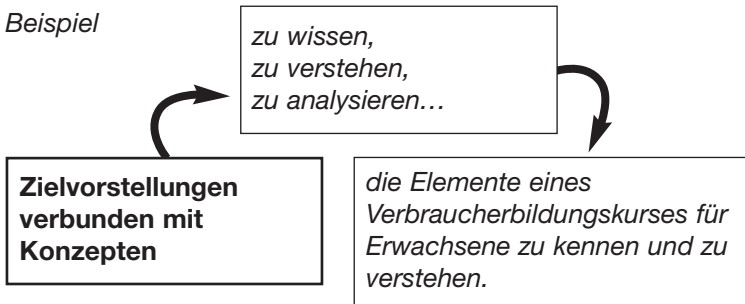 Beispiel
zu wissen,
zu verstehen,
zu analysieren…
Zielvorstellungen
verbunden mit
Konzepten
die Elemente eines
Verbraucherbildungskurses für
Erwachsene zu kennen und zu
verstehen.